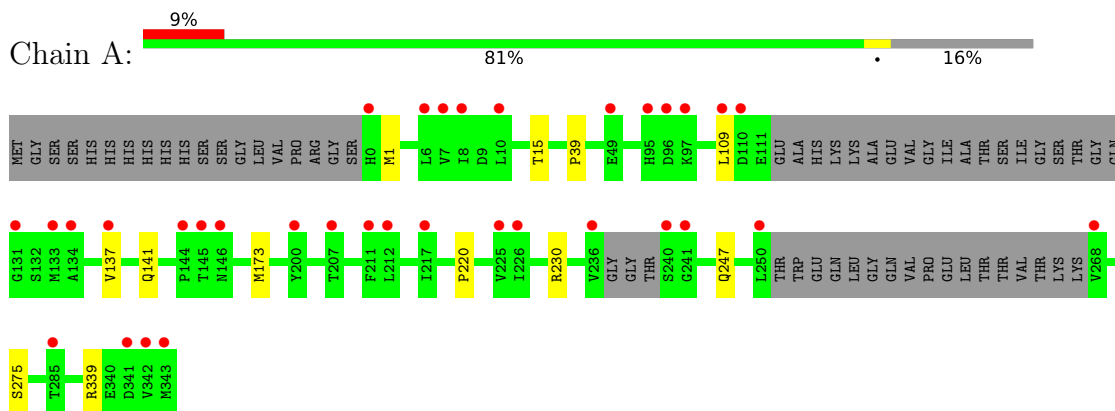 9%
Chain A:
81% • 16%
MET GLY SER SER HIS HIS HIS HIS HIS HIS SER SER GLY LEU VAL PRO ARG GLY SER H0 M1 L6 V7 I8 D9 L10 T15 P39 E49 H95 D96 K97 L109 D110 E111 GLU ALA HIS LYS LYS ALA GLU VAL GLY ILE ALA THR SER ILE GLY SER THR GLY GLN
G131 S132 M133 A134 V137 Q141 P144 T145 N146 M173 Y200 T207 F211 L212 I217 P220 V225 I226 R230 V236 GLY GLY THR S240 G241 Q247 L250 THR TRP GLU GLN LEU GLY GLN VAL PRO GLU LEU THR THR VAL THR LYS LYS V268
S275 T285 R339 E340 D341 V342 M343